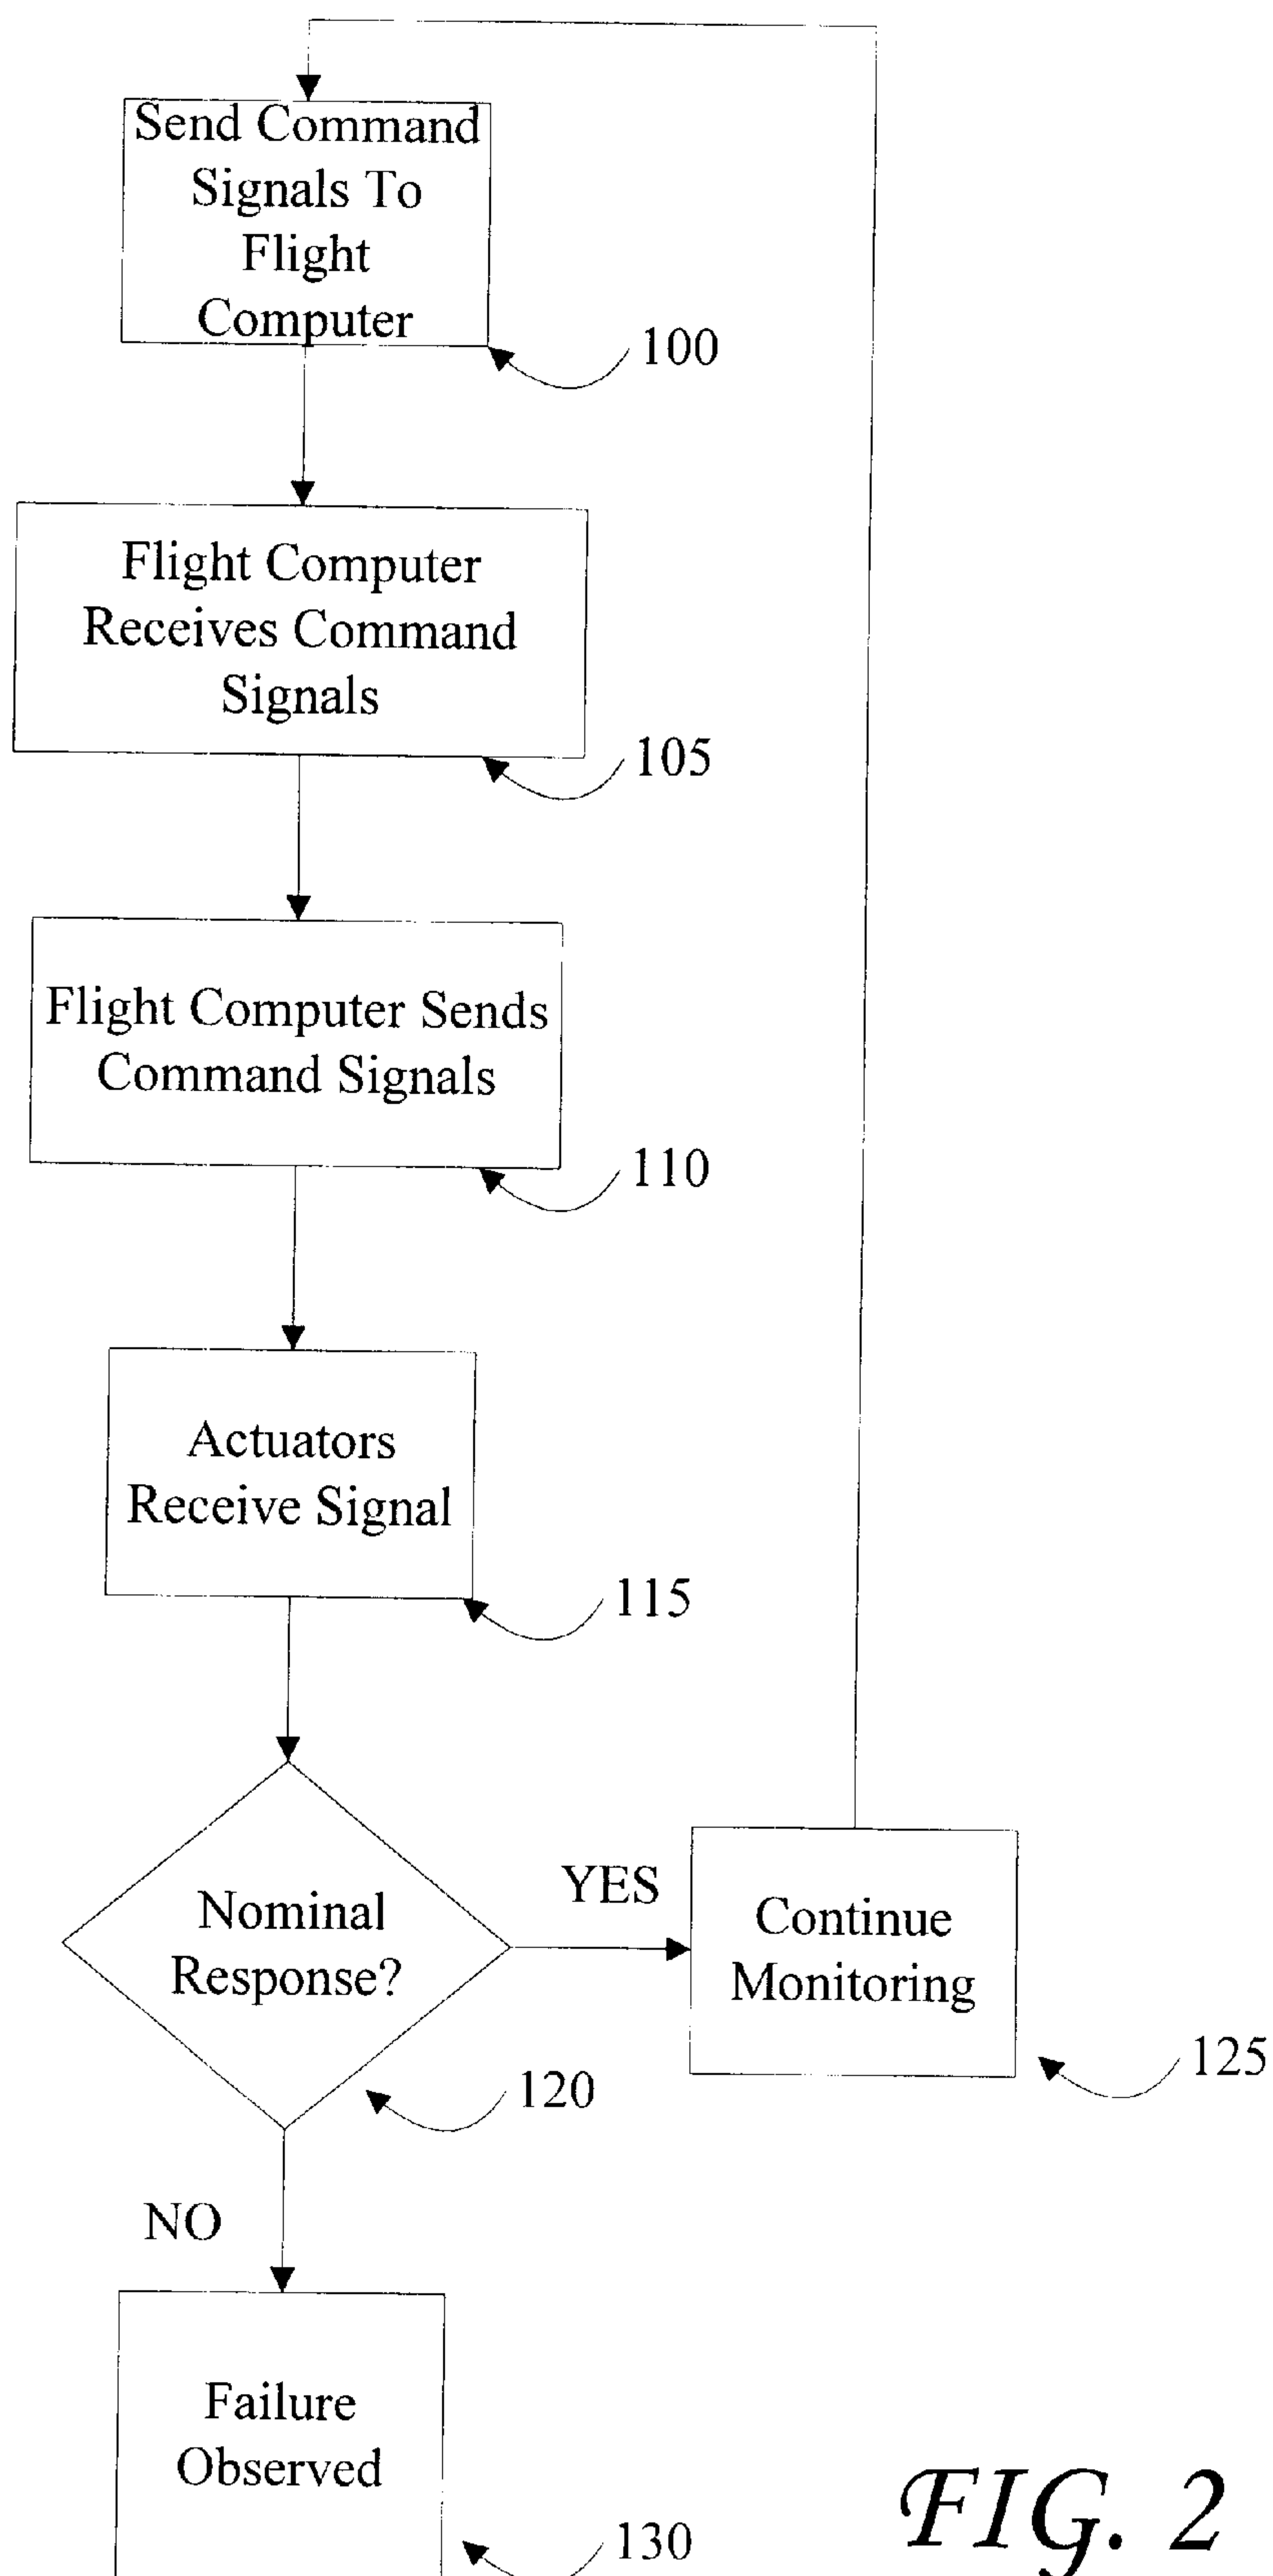 Send Command
Signals To
Flight
Computer
100
Flight Computer
Receives Command
Signals
105
Flight Computer Sends
Command Signals
110
Actuators
Receive Signal
115
Nominal
Response?
YES
Continue
Monitoring
125
120
NO
Failure
Observed
130
FIG. 2